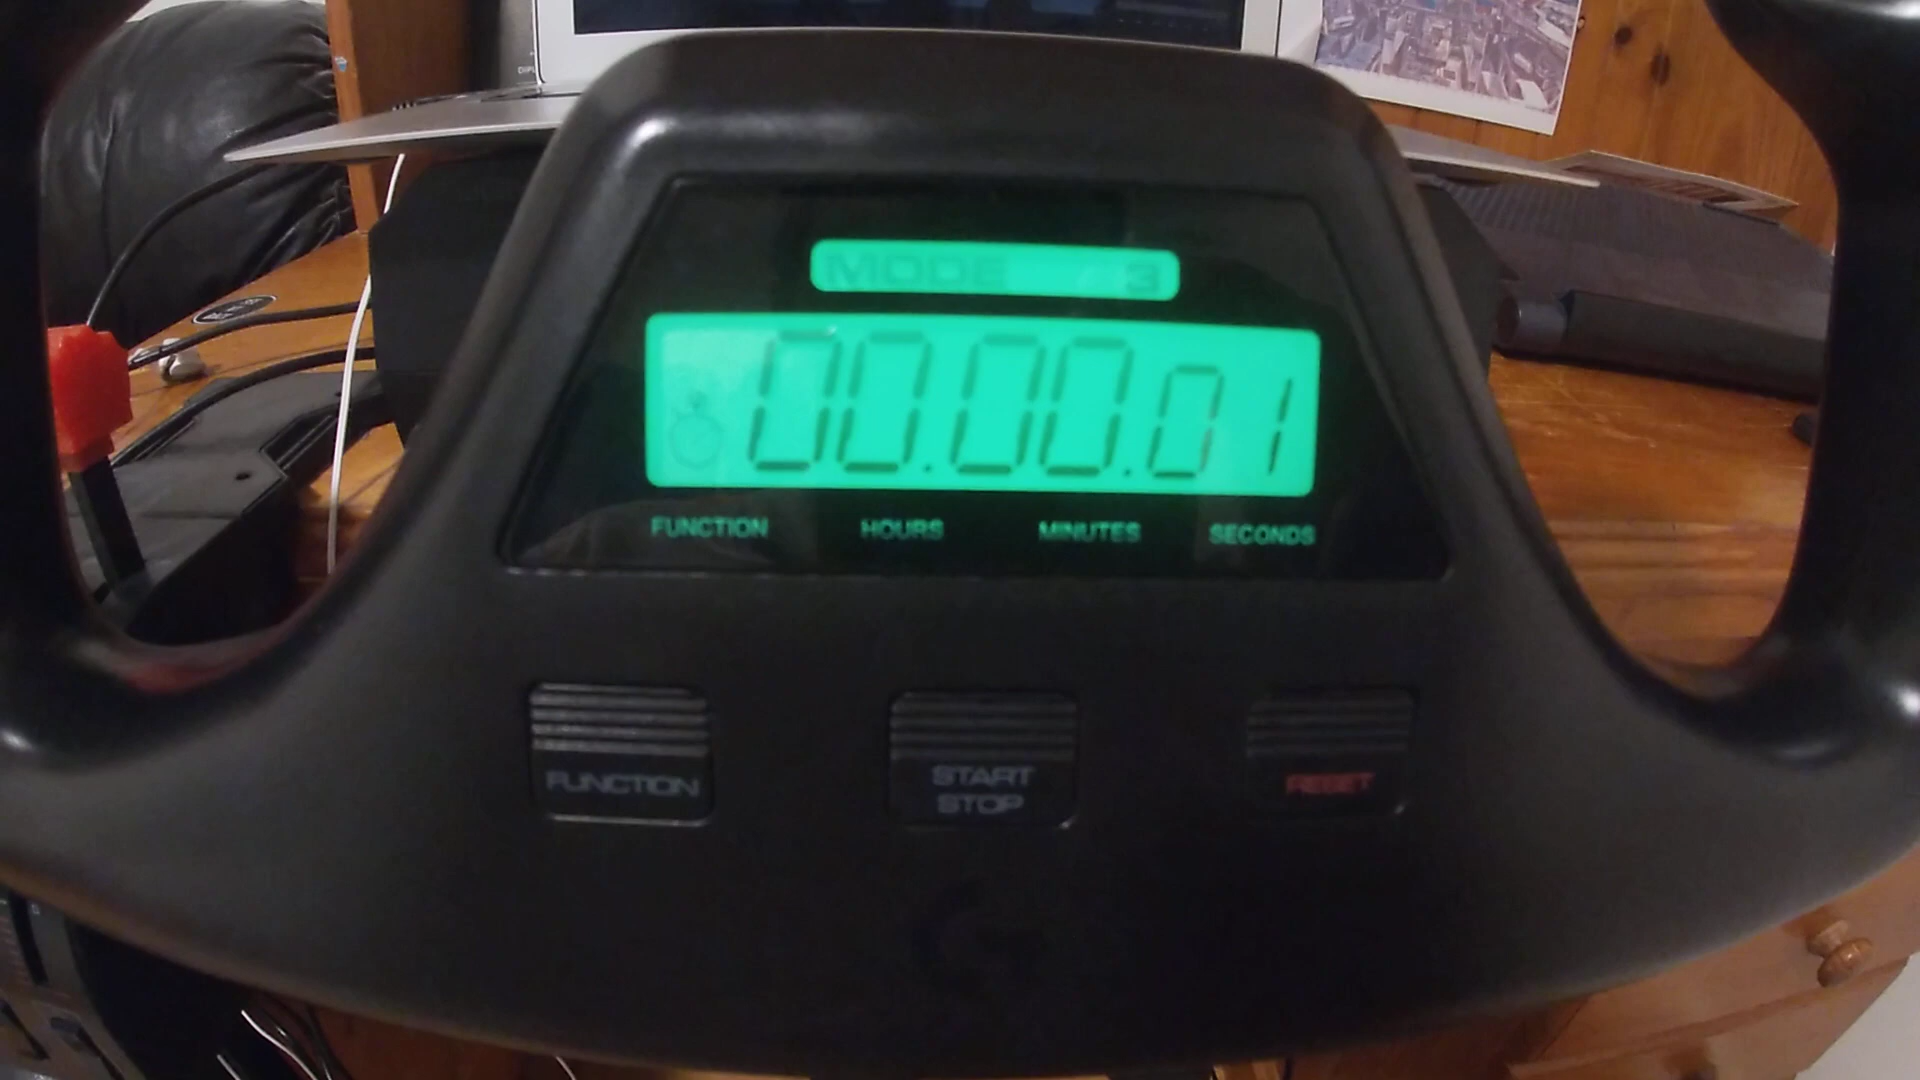 MODE 3
00.00.01
FUNCTION HOURS MINUTES SECONDS
FUNCTION
START
STOP
RESET